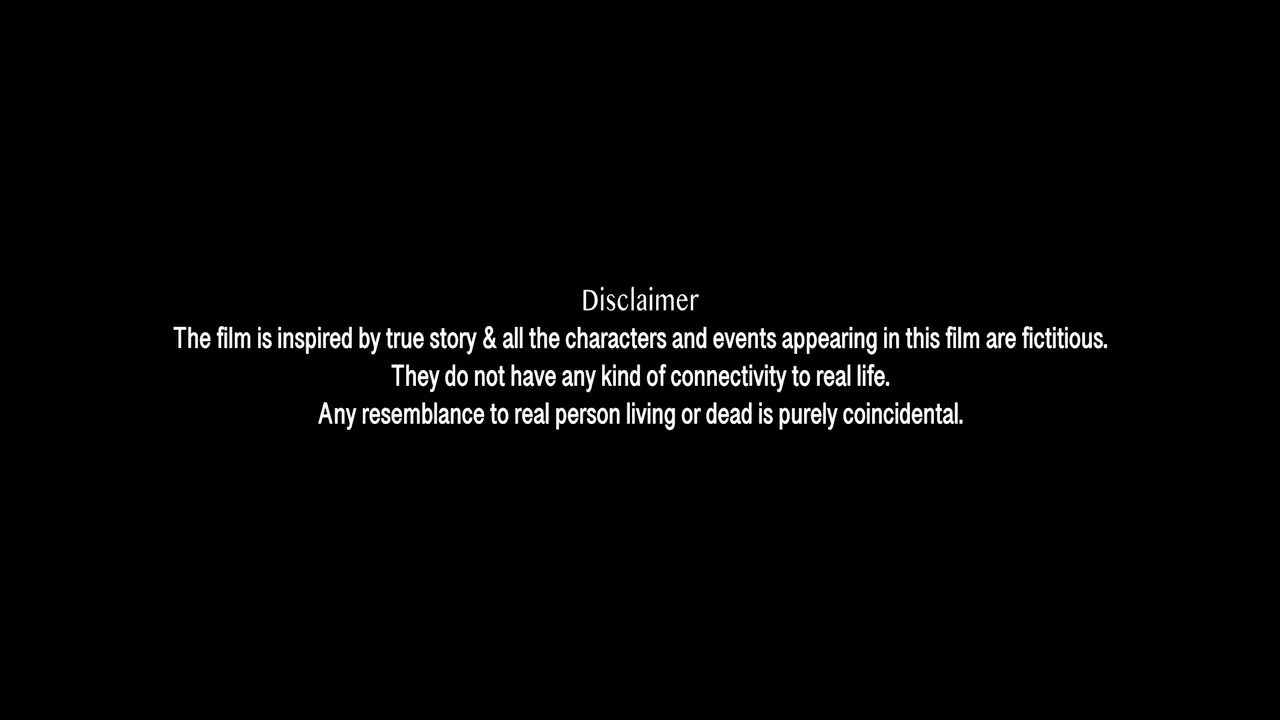 Disclaimer
The film is inspired by true story & all the characters and events appearing in this film are fictitious.
They do not have any kind of connectivity to real life.
Any resemblance to real person living or dead is purely coincidental.